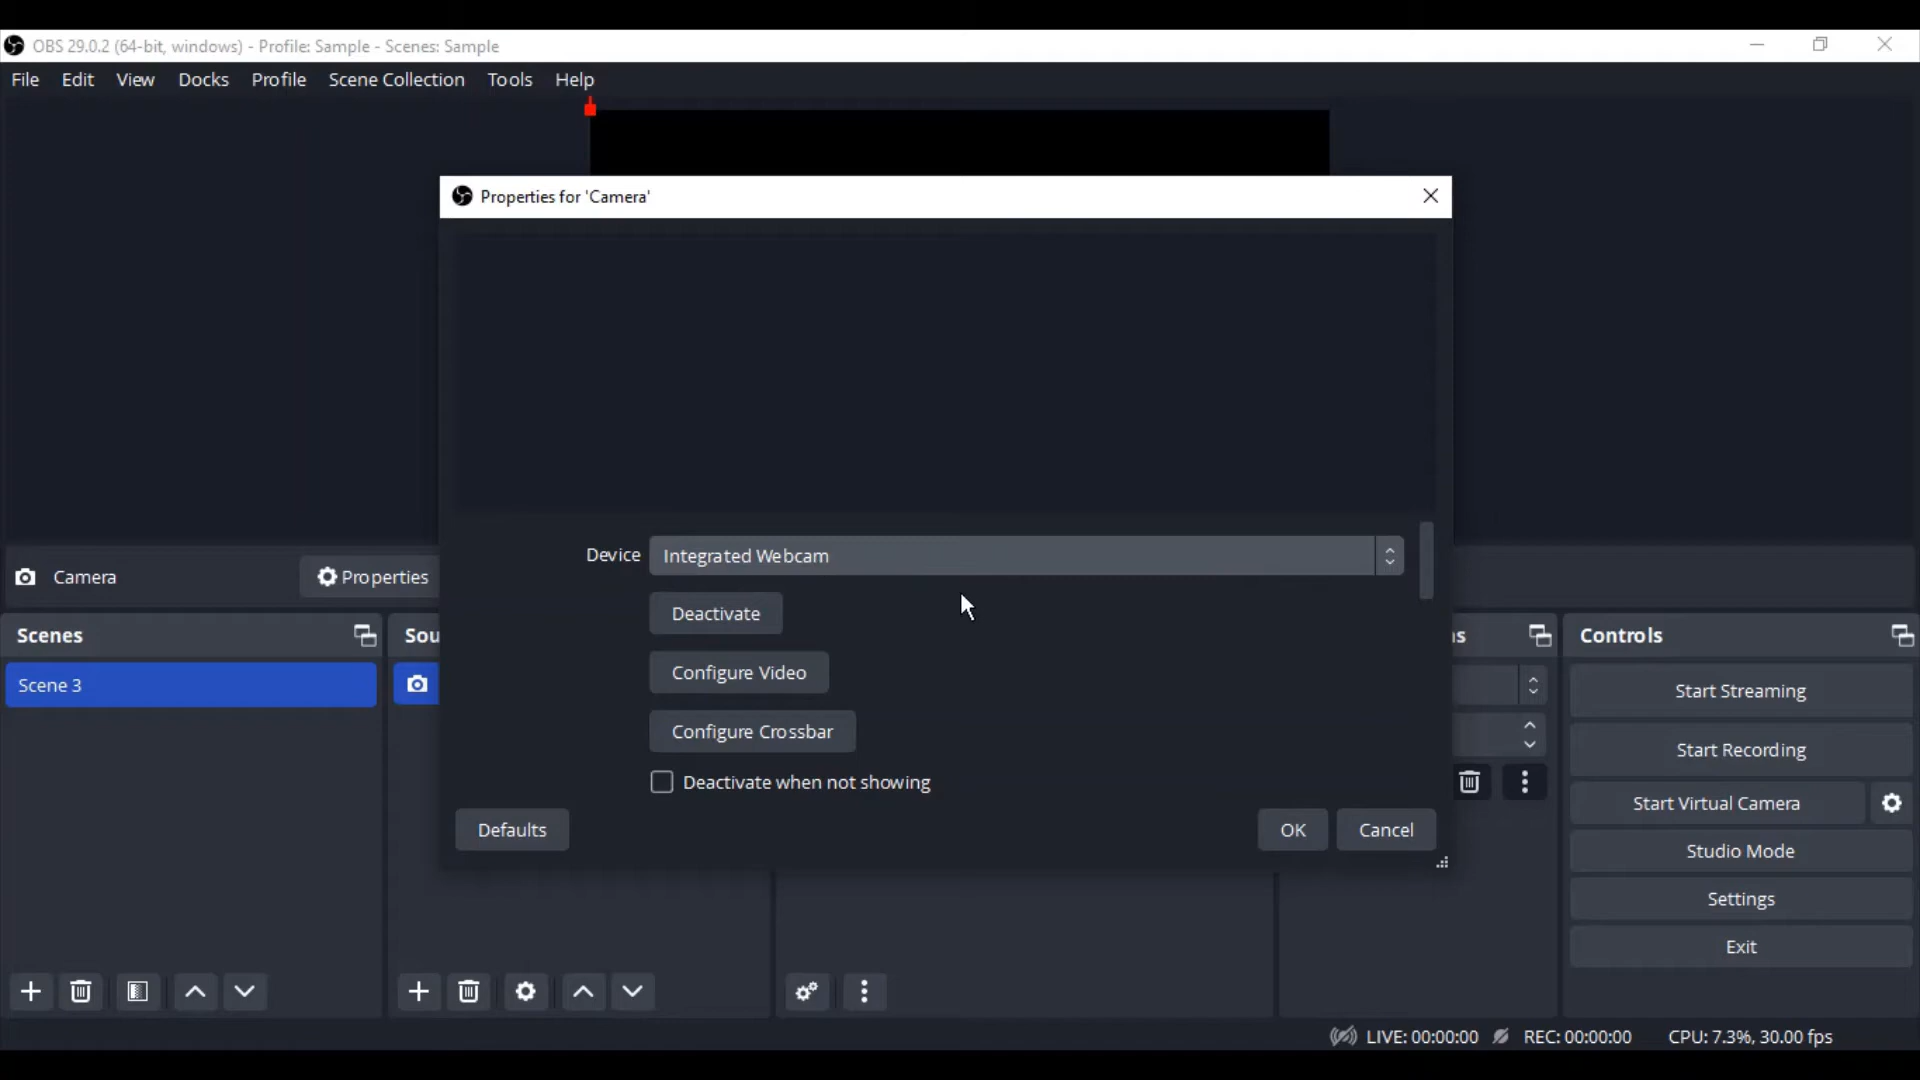 OBS 29.0.2 (64-bit, windows) - Profile: Sample - Scenes: Sample
File Edit View Docks Profile Scene Collection Tools Help
Properties for 'Camera'
Device Integrated Webcam
Camera Properties
Deactivate
Scenes Sou ns Controls
Configure Video
Scene 3 Start Streaming
Configure Crossbar
Start Recording
Deactivate when not showing
Start Virtual Camera
Defaults OK Cancel
Studio Mode
Settings
Exit
LIVE: 00:00:00 REC: 00:00:00 CPU: 7.3%, 30.00 fps